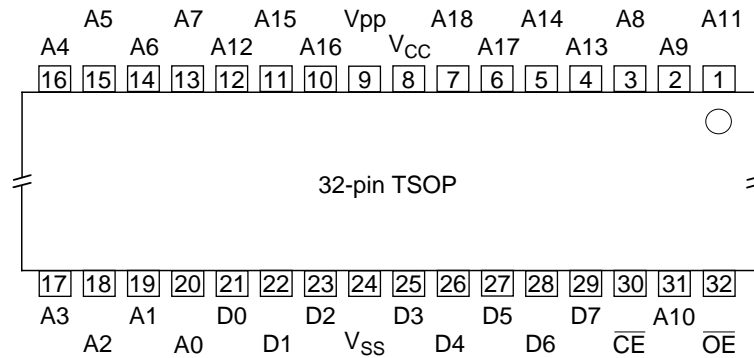 A5 A7 A15 Vpp A18 A14 A8 A11
A4 A6 A12 A16 VCC A17 A13 A9
16 15 14 13 12 11 10 9 8 7 6 5 4 3 2 1
32-pin TSOP
17 18 19 20 21 22 23 24 25 26 27 28 29 30 31 32
A3 A1 D0 D2 D3 D5 D7 A10
A2 A0 D1 VSS D4 D6 C̅E̅ O̅E̅